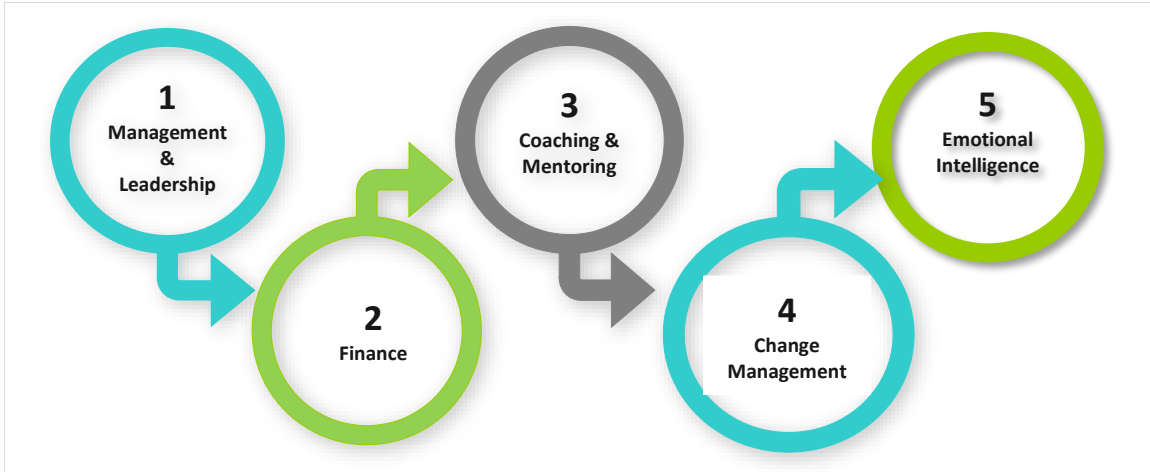 1
Management
&
Leadership
2
Finance
3
Coaching &
Mentoring
4
Change
Management
5
Emotional
Intelligence